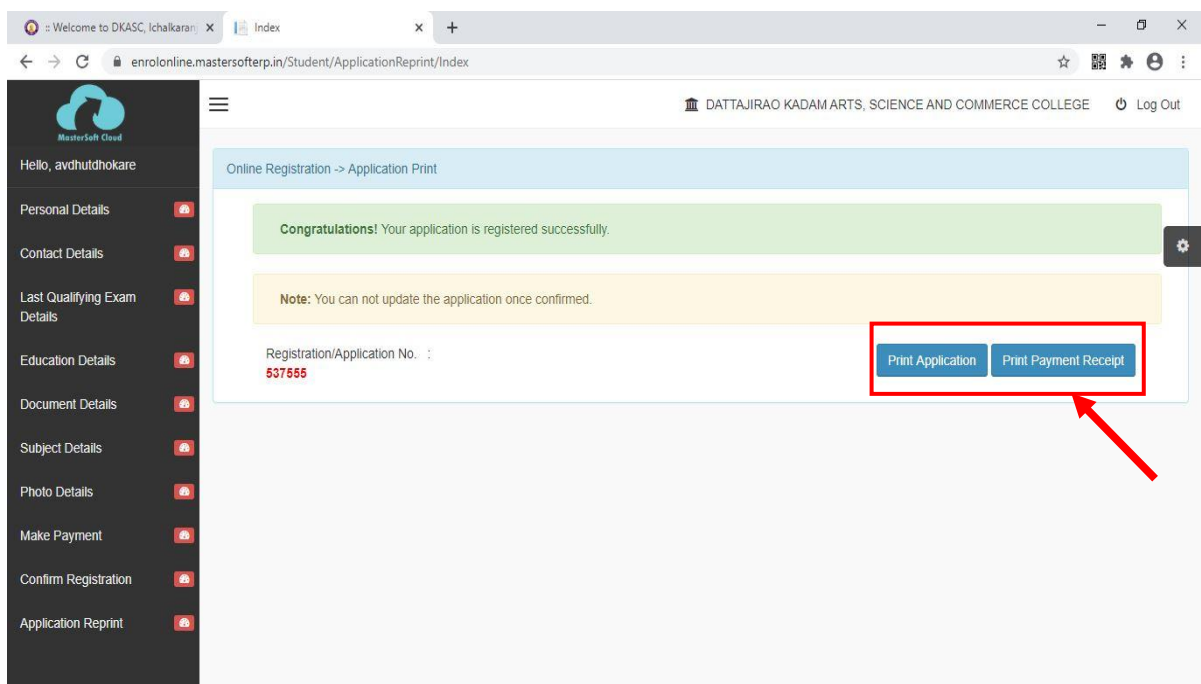 :: Welcome to DKASC, Ichalkaranj
Index
enrolonline.mastersofterp.in/Student/ApplicationReprint/Index
MasterSoft Cloud
DATTAJIRAO KADAM ARTS, SCIENCE AND COMMERCE COLLEGE
Log Out
Hello, avdhutdhokare
Online Registration -> Application Print
Personal Details
Congratulations! Your application is registered successfully.
Contact Details
Last Qualifying Exam
Details
Note: You can not update the application once confirmed.
Registration/Application No. :
537555
Print Application
Print Payment Receipt
Education Details
Document Details
Subject Details
Photo Details
Make Payment
Confirm Registration
Application Reprint